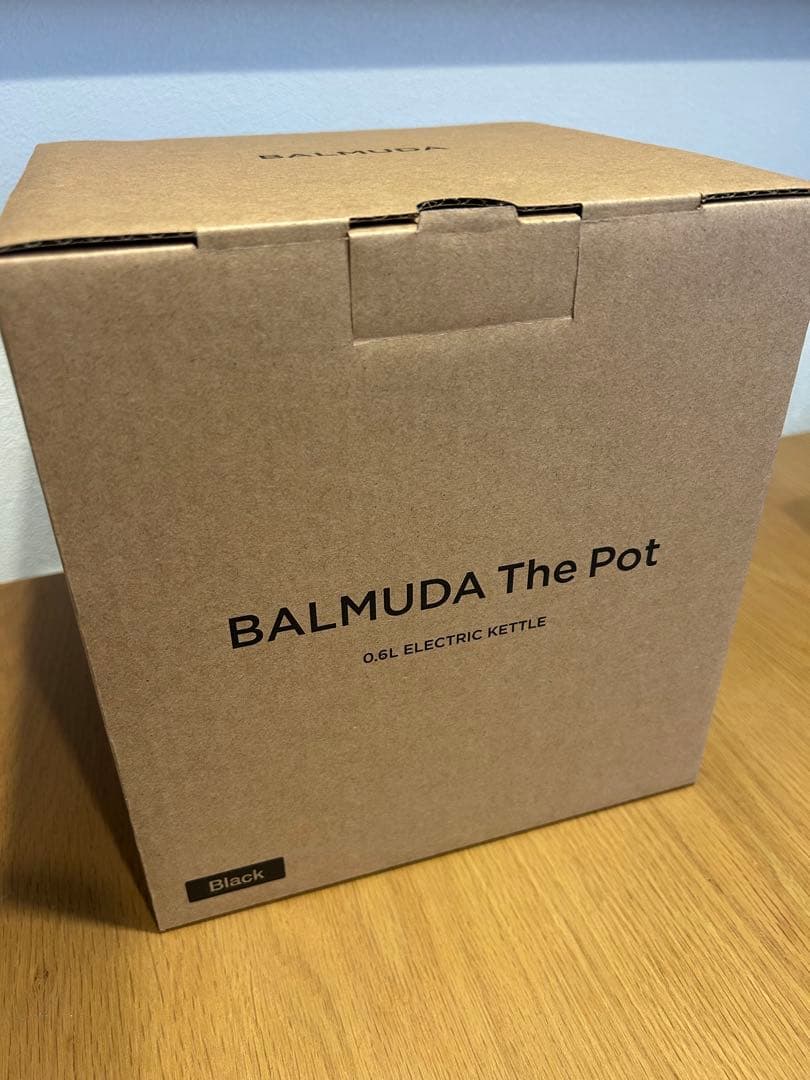 BALMUDA
BALMUDA The Pot
0.6L ELECTRIC KETTLE
Black